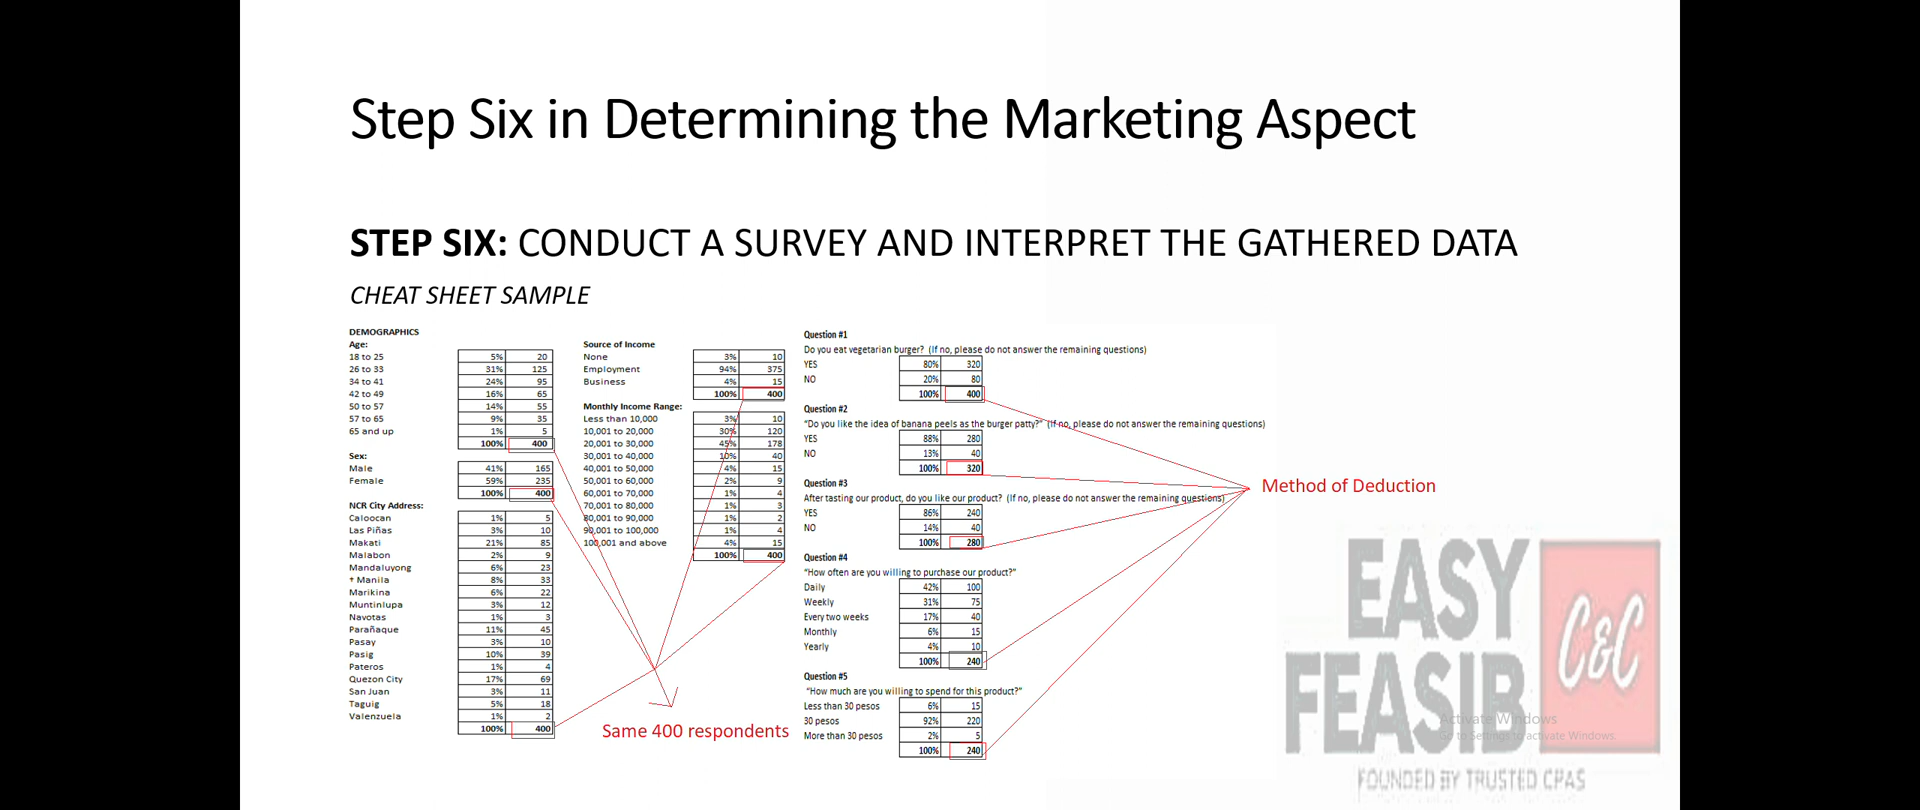 Step Six in Determining the Marketing Aspect
STEP SIX: CONDUCT A SURVEY AND INTERPRET THE GATHERED DATA
CHEAT SHEET SAMPLE
DEMOGRAPHICS
Age:
18 to 25 5% 20
26 to 33 31% 125
34 to 41 24% 95
42 to 49 16% 65
50 to 57 14% 55
57 to 65 9% 35
65 and up 1% 5
100% 400
Sex:
Male 41% 165
Female 59% 235
100% 400
NCR City Address:
Caloocan 1% 5
Las Piñas 3% 10
Makati 21% 85
Malabon 2% 9
Mandaluyong 6% 23
† Manila 8% 33
Marikina 6% 22
Muntinlupa 3% 12
Navotas 1% 3
Parañaque 11% 45
Pasay 3% 10
Pasig 10% 39
Pateros 1% 4
Quezon City 17% 69
San Juan 3% 11
Taguig 5% 18
Valenzuela 1% 2
100% 400
Source of Income
None 3% 10
Employment 94% 375
Business 4% 15
100% 400
Monthly Income Range:
Less than 10,000 3% 10
10,001 to 20,000 30% 120
20,001 to 30,000 45% 178
30,001 to 40,000 10% 40
40,001 to 50,000 4% 15
50,001 to 60,000 2% 9
60,001 to 70,000 1% 4
70,001 to 80,000 1% 3
80,001 to 90,000 1% 2
90,001 to 100,000 1% 4
100,001 and above 4% 15
100% 400
Same 400 respondents
Question #1
Do you eat vegetarian burger? (If no, please do not answer the remaining questions)
YES 80% 320
NO 20% 80
100% 400
Question #2
“Do you like the idea of banana peels as the burger patty?” (If no, please do not answer the remaining questions)
YES 88% 280
NO 13% 40
100% 320
Question #3
After tasting our product, do you like our product? (If no, please do not answer the remaining questions)
YES 86% 240
NO 14% 40
100% 280
Question #4
“How often are you willing to purchase our product?”
Daily 42% 100
Weekly 31% 75
Every two weeks 17% 40
Monthly 6% 15
Yearly 4% 10
100% 240
Question #5
“How much are you willing to spend for this product?”
Less than 30 pesos 6% 15
30 pesos 92% 220
More than 30 pesos 2% 5
100% 240
Method of Deduction
EASY
FEASIB
C&C
FOUNDED BY TRUSTED CPAS
Activate Windows
Go to Settings to activate Windows.